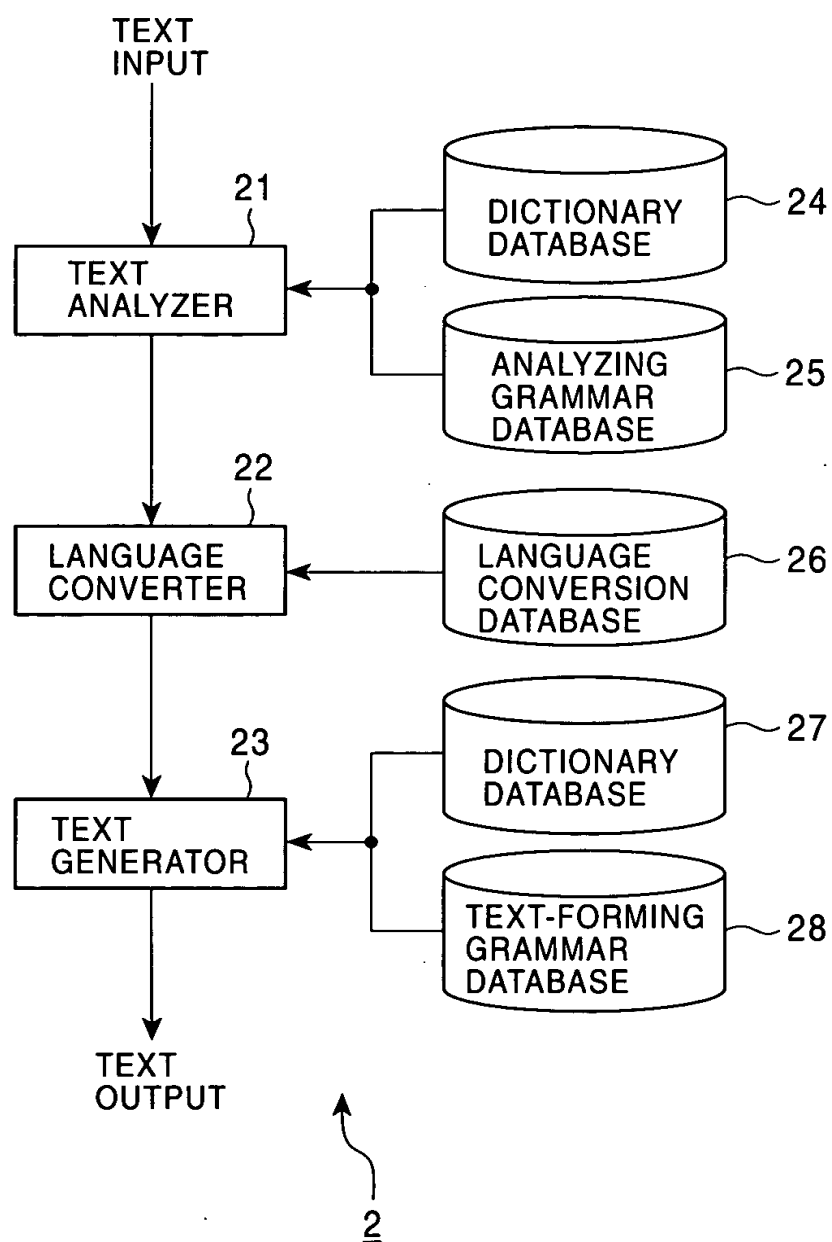 TEXT
INPUT
21
TEXT
ANALYZER
DICTIONARY
DATABASE
24
ANALYZING
GRAMMAR
DATABASE
25
22
LANGUAGE
CONVERTER
LANGUAGE
CONVERSION
DATABASE
26
23
TEXT
GENERATOR
DICTIONARY
DATABASE
27
TEXT-FORMING
GRAMMAR
DATABASE
28
TEXT
OUTPUT
2